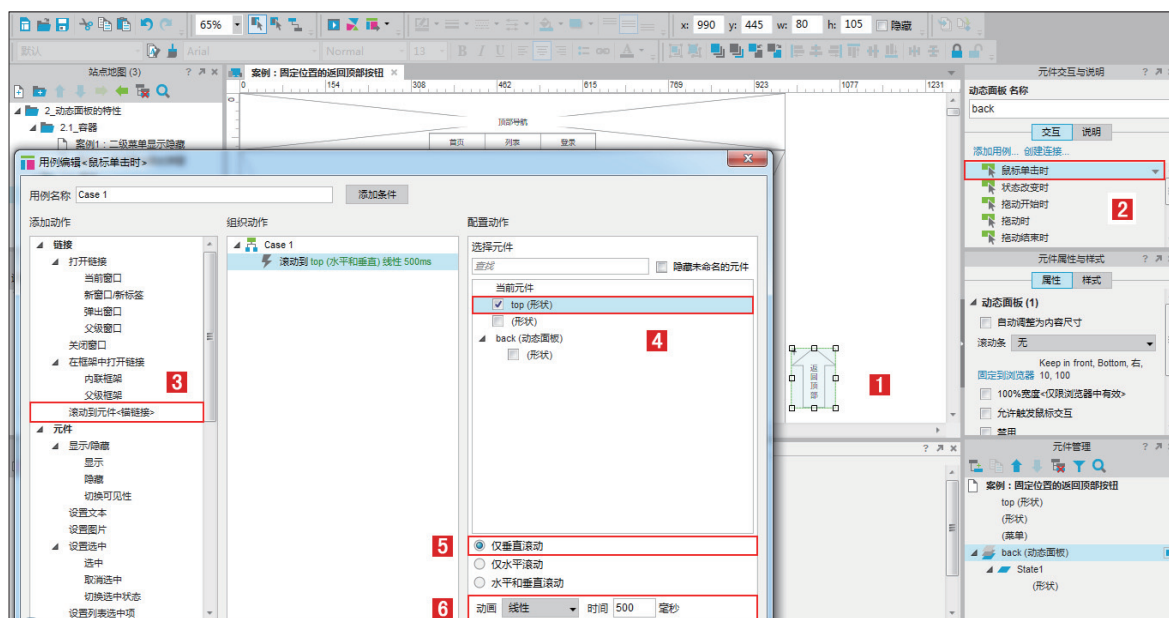 65%
x: 990 y: 445 w: 80 h: 105 隐藏
默认 Arial Normal 13 B I U
站点地图 (3)
2_动态面板的特性
2.1_容器
案例1：二级菜单显示隐藏
案例：固定位置的返回顶部按钮
0 154 308 462 615 769 923 1077 1231
0
顶部导航
首页 列表 登录
用例编辑<鼠标单击时>
用例名称 Case 1 添加条件
添加动作
链接
打开链接
当前窗口
新窗口/新标签
弹出窗口
父级窗口
关闭窗口
在框架中打开链接
内联框架
父级框架
3
滚动到元件<锚链接>
元件
显示/隐藏
显示
隐藏
切换可见性
设置文本
设置图片
设置选中
选中
取消选中
切换选中状态
设置列表选中项
组织动作
Case 1
滚动到 top (水平和垂直) 线性 500ms
配置动作
选择元件
查找 隐藏未命名的元件
当前元件
top (形状)
(形状)
back (动态面板)
(形状)
4
5 仅垂直滚动
仅水平滚动
水平和垂直滚动
6 动画 线性 时间 500 毫秒
返回顶部
1
元件交互与说明
动态面板 名称
back
交互 说明
添加用例... 创建连接...
鼠标单击时
状态改变时
拖动开始时
拖动时
拖动结束时
2
元件属性与样式
属性 样式
动态面板 (1)
自动调整为内容尺寸
滚动条 无
Keep in front, Bottom, 右,
固定到浏览器 10, 100
100%宽度<仅限浏览器中有效>
允许触发鼠标交互
禁用
元件管理
案例：固定位置的返回顶部按钮
top (形状)
(形状)
(菜单)
back (动态面板)
State1
(形状)